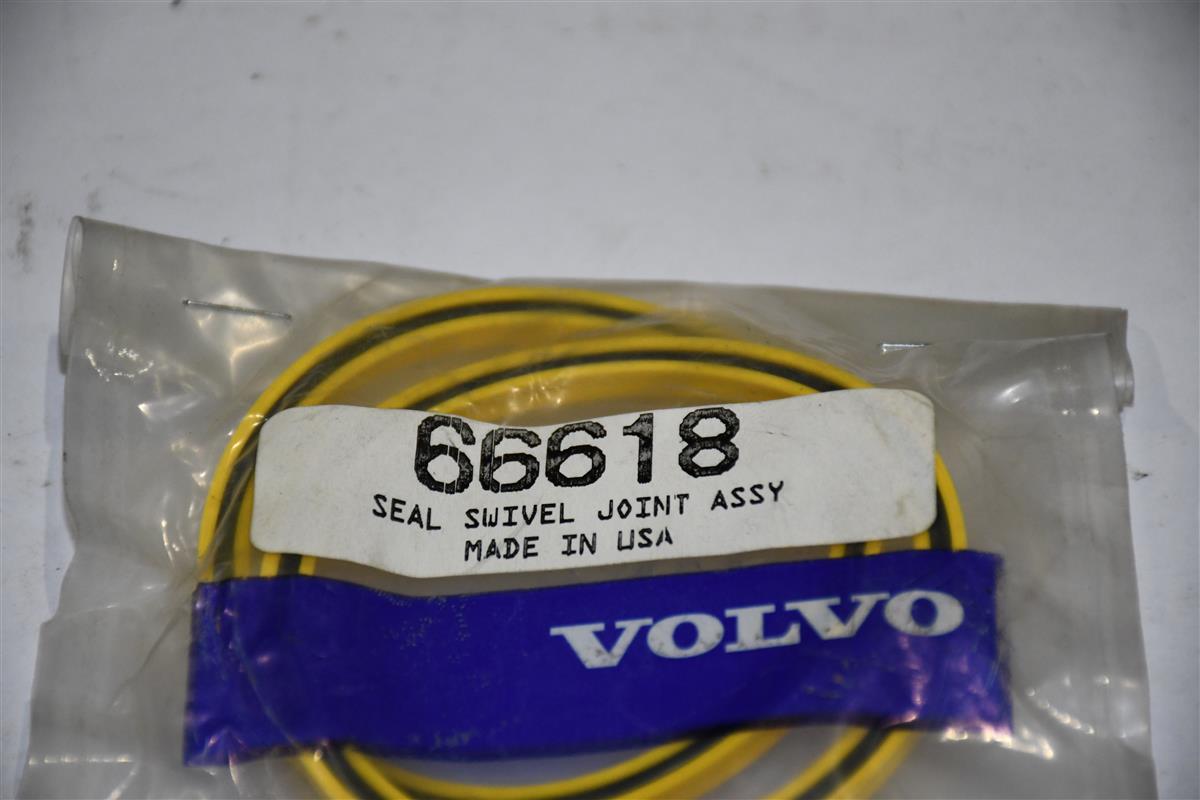 66618
SEAL SWIVEL JOINT ASSY
MADE IN USA
VOLVO